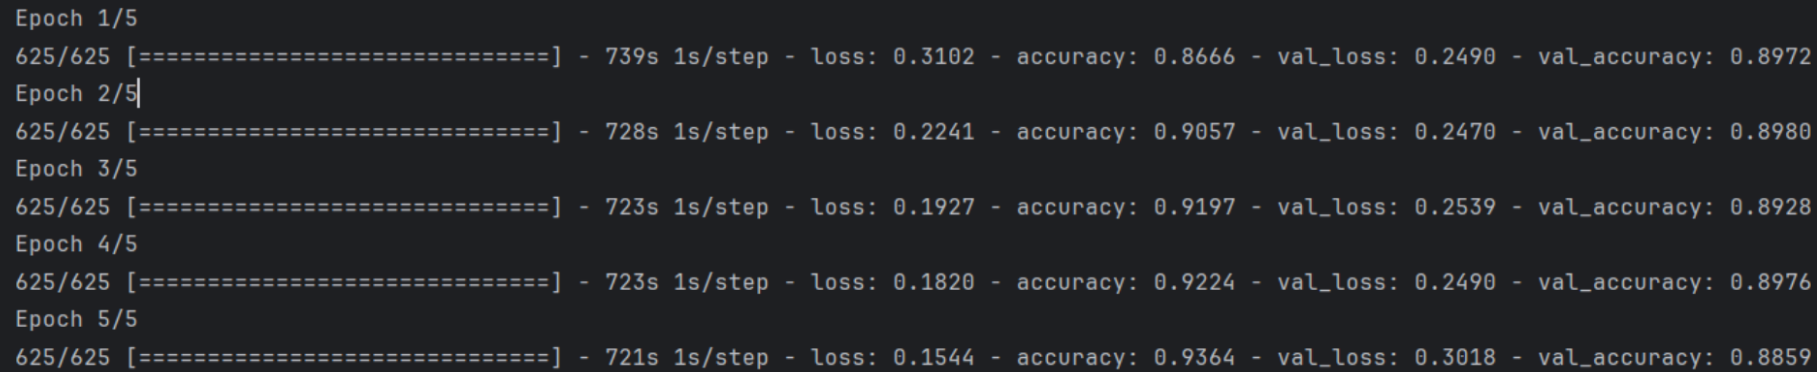 Epoch 1/5
625/625 [==============================] - 739s 1s/step - loss: 0.3102 - accuracy: 0.8666 - val_loss: 0.2490 - val_accuracy: 0.8972
Epoch 2/5
625/625 [==============================] - 728s 1s/step - loss: 0.2241 - accuracy: 0.9057 - val_loss: 0.2470 - val_accuracy: 0.8980
Epoch 3/5
625/625 [==============================] - 723s 1s/step - loss: 0.1927 - accuracy: 0.9197 - val_loss: 0.2539 - val_accuracy: 0.8928
Epoch 4/5
625/625 [==============================] - 723s 1s/step - loss: 0.1820 - accuracy: 0.9224 - val_loss: 0.2490 - val_accuracy: 0.8976
Epoch 5/5
625/625 [==============================] - 721s 1s/step - loss: 0.1544 - accuracy: 0.9364 - val_loss: 0.3018 - val_accuracy: 0.8859